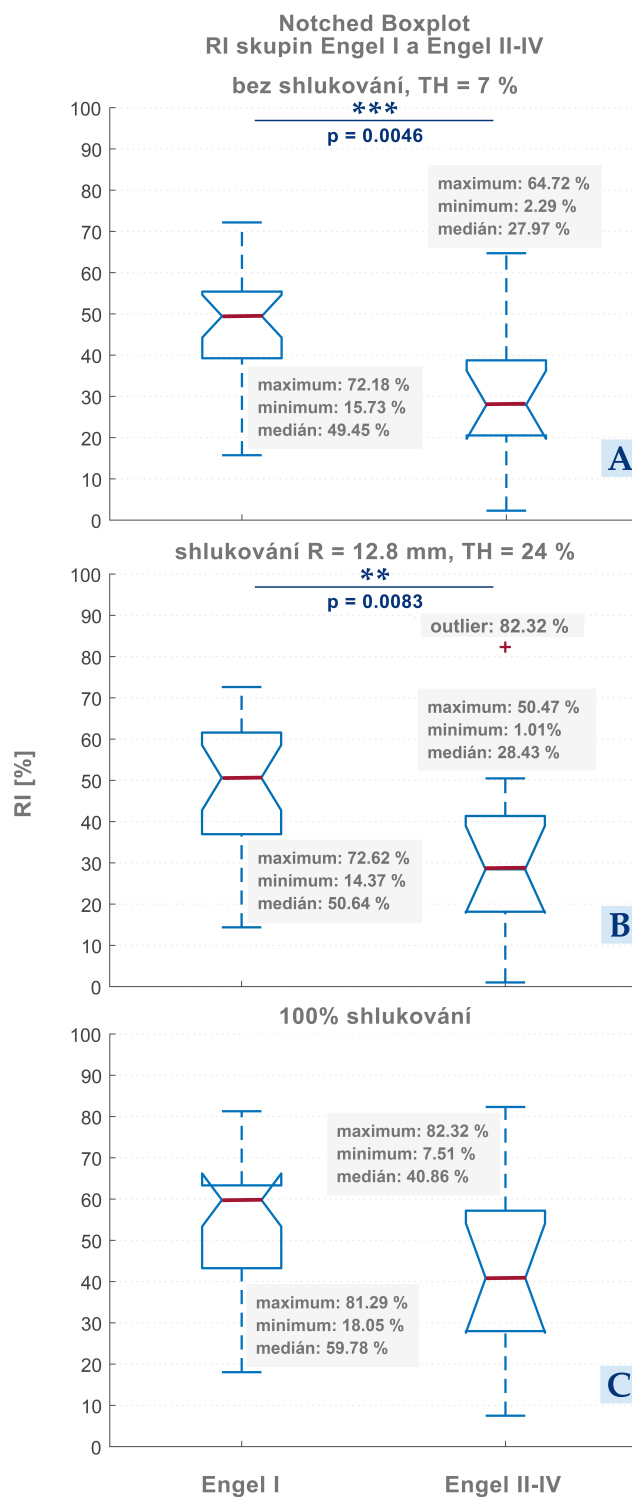 Notched Boxplot
RI skupin Engel I a Engel II-IV
bez shlukování, TH = 7 %
100
90
80
70
60
50
40
30
20
10
0
***
p = 0.0046
maximum: 64.72 %
minimum: 2.29 %
medián: 27.97 %
maximum: 72.18 %
minimum: 15.73 %
medián: 49.45 %
A
shlukování R = 12.8 mm, TH = 24 %
100
90
80
70
60
50
40
30
20
10
0
**
p = 0.0083
outlier: 82.32 %
maximum: 50.47 %
minimum: 1.01%
medián: 28.43 %
maximum: 72.62 %
minimum: 14.37 %
medián: 50.64 %
B
RI [%]
100% shlukování
100
90
80
70
60
50
40
30
20
10
0
maximum: 82.32 %
minimum: 7.51 %
medián: 40.86 %
maximum: 81.29 %
minimum: 18.05 %
medián: 59.78 %
C
Engel I
Engel II-IV